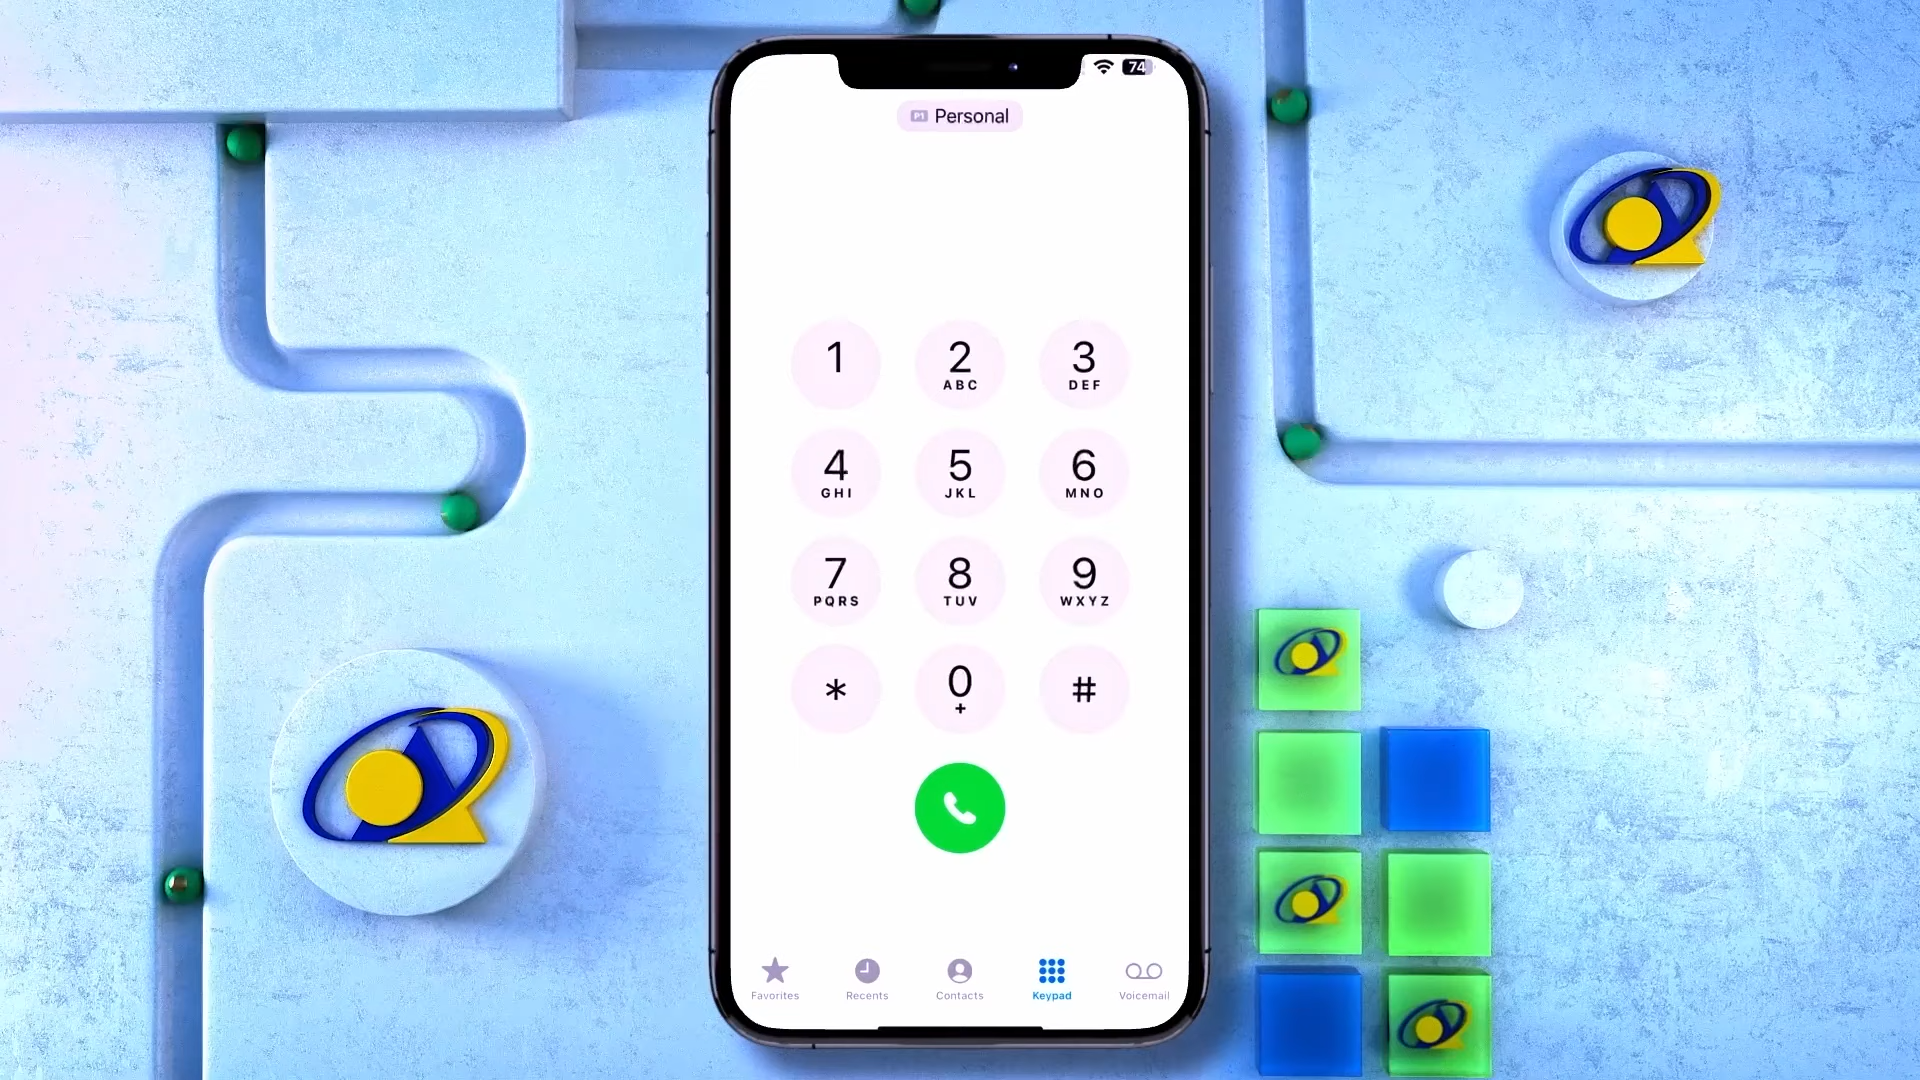 74
P1 Personal
1 2 3
ABC DEF
4 5 6
GHI JKL MNO
7 8 9
PQRS TUV WXYZ
* 0 #
+
Favorites Recents Contacts Keypad Voicemail